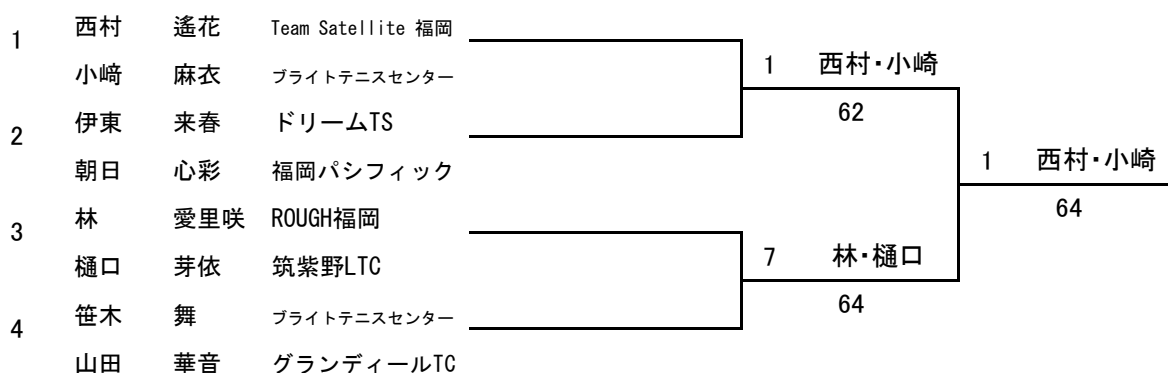 1 西村 遙花 Team Satellite 福岡
小﨑 麻衣 ブライトテニスセンター
1 西村・小崎
62
2 伊東 来春 ドリームTS
朝日 心彩 福岡パシフィック
1 西村・小崎
64
3 林 愛里咲 ROUGH福岡
樋口 芽依 筑紫野LTC
7 林・樋口
64
4 笹木 舞 ブライトテニスセンター
山田 華音 グランディールTC